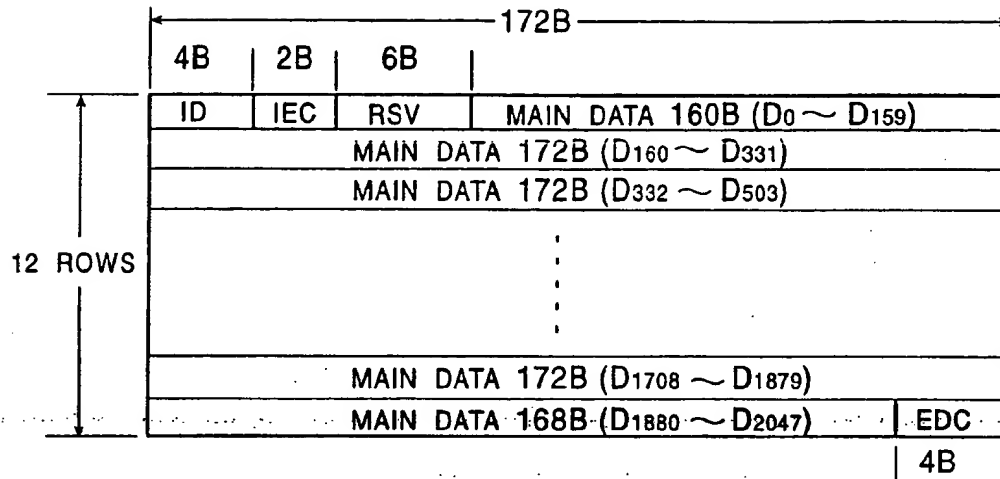 172B
4B 2B 6B
ID IEC RSV MAIN DATA 160B (D0 ~ D159)
MAIN DATA 172B (D160 ~ D331)
MAIN DATA 172B (D332 ~ D503)
12 ROWS
MAIN DATA 172B (D1708 ~ D1879)
MAIN DATA 168B (D1880 ~ D2047) EDC
4B